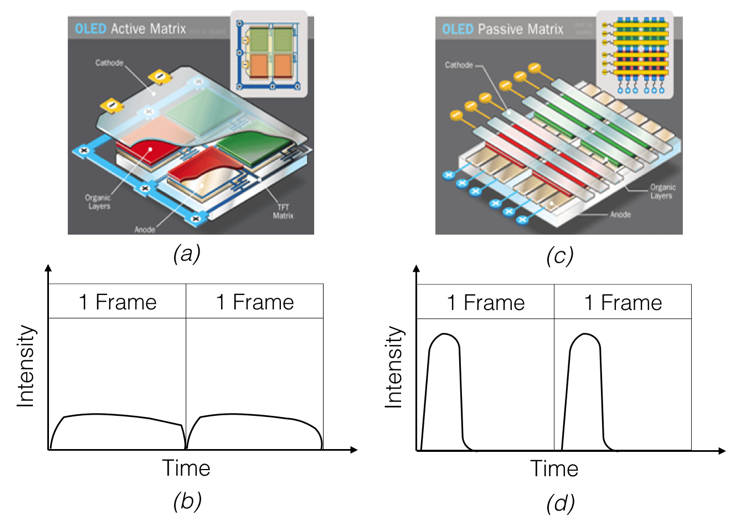 OLED Active Matrix
Cathode
Organic
Layers
Anode
TFT
Matrix
(a)
OLED Passive Matrix
Cathode
Organic
Layers
Anode
(c)
1 Frame 1 Frame
Intensity
Time
(b)
1 Frame 1 Frame
Intensity
Time
(d)